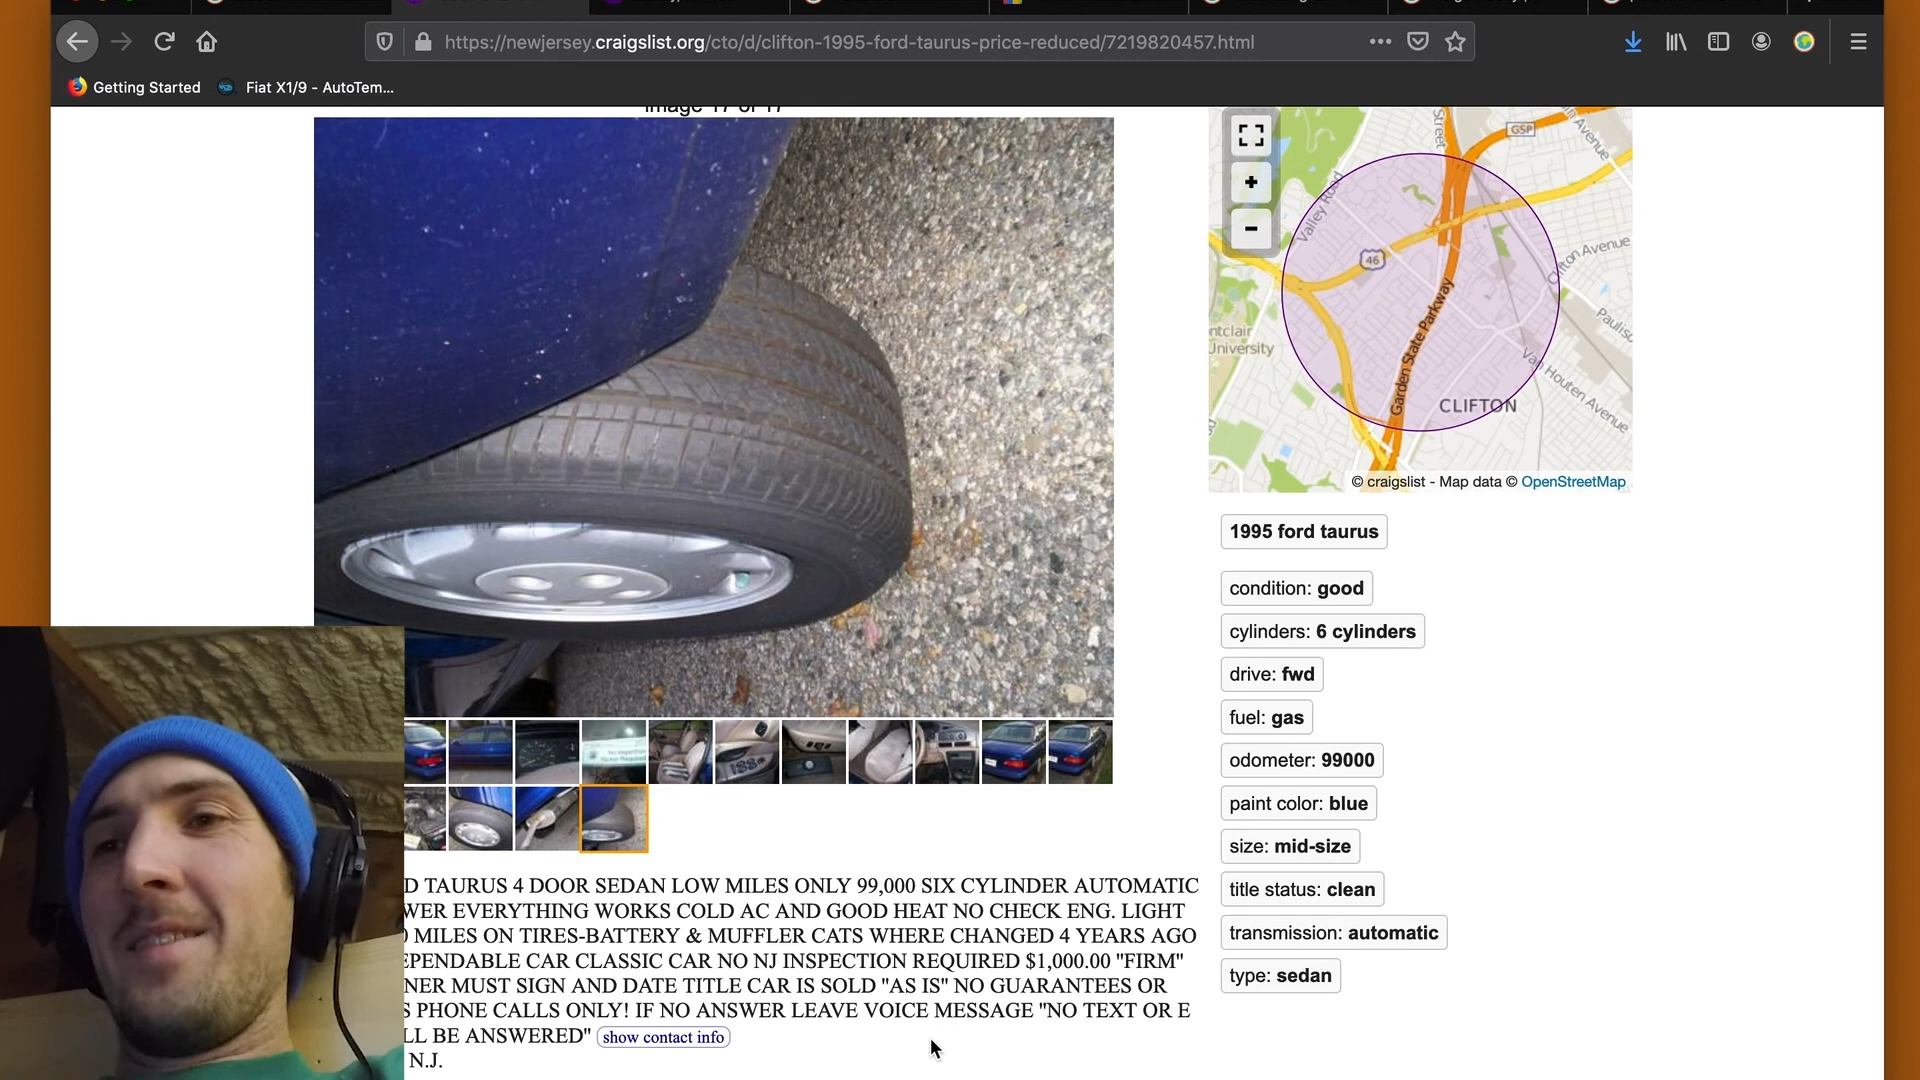 https://newjersey.craigslist.org/cto/d/clifton-1995-ford-taurus-price-reduced/7219820457.html
Getting Started
Fiat X1/9 - AutoTem...
image 17 of 17
+
-
Street
GSP
Valley Road
46
Clifton Avenue
Garden State Parkway
University
Van Houten Avenue
CLIFTON
© craigslist - Map data © OpenStreetMap
1995 ford taurus
condition: good
cylinders: 6 cylinders
drive: fwd
fuel: gas
odometer: 99000
paint color: blue
size: mid-size
title status: clean
transmission: automatic
type: sedan
D TAURUS 4 DOOR SEDAN LOW MILES ONLY 99,000 SIX CYLINDER AUTOMATIC
WER EVERYTHING WORKS COLD AC AND GOOD HEAT NO CHECK ENG. LIGHT
MILES ON TIRES-BATTERY & MUFFLER CATS WHERE CHANGED 4 YEARS AGO
EPENDABLE CAR CLASSIC CAR NO NJ INSPECTION REQUIRED $1,000.00 "FIRM"
NER MUST SIGN AND DATE TITLE CAR IS SOLD "AS IS" NO GUARANTEES OR
S PHONE CALLS ONLY! IF NO ANSWER LEAVE VOICE MESSAGE "NO TEXT OR E
LL BE ANSWERED" show contact info
N.J.